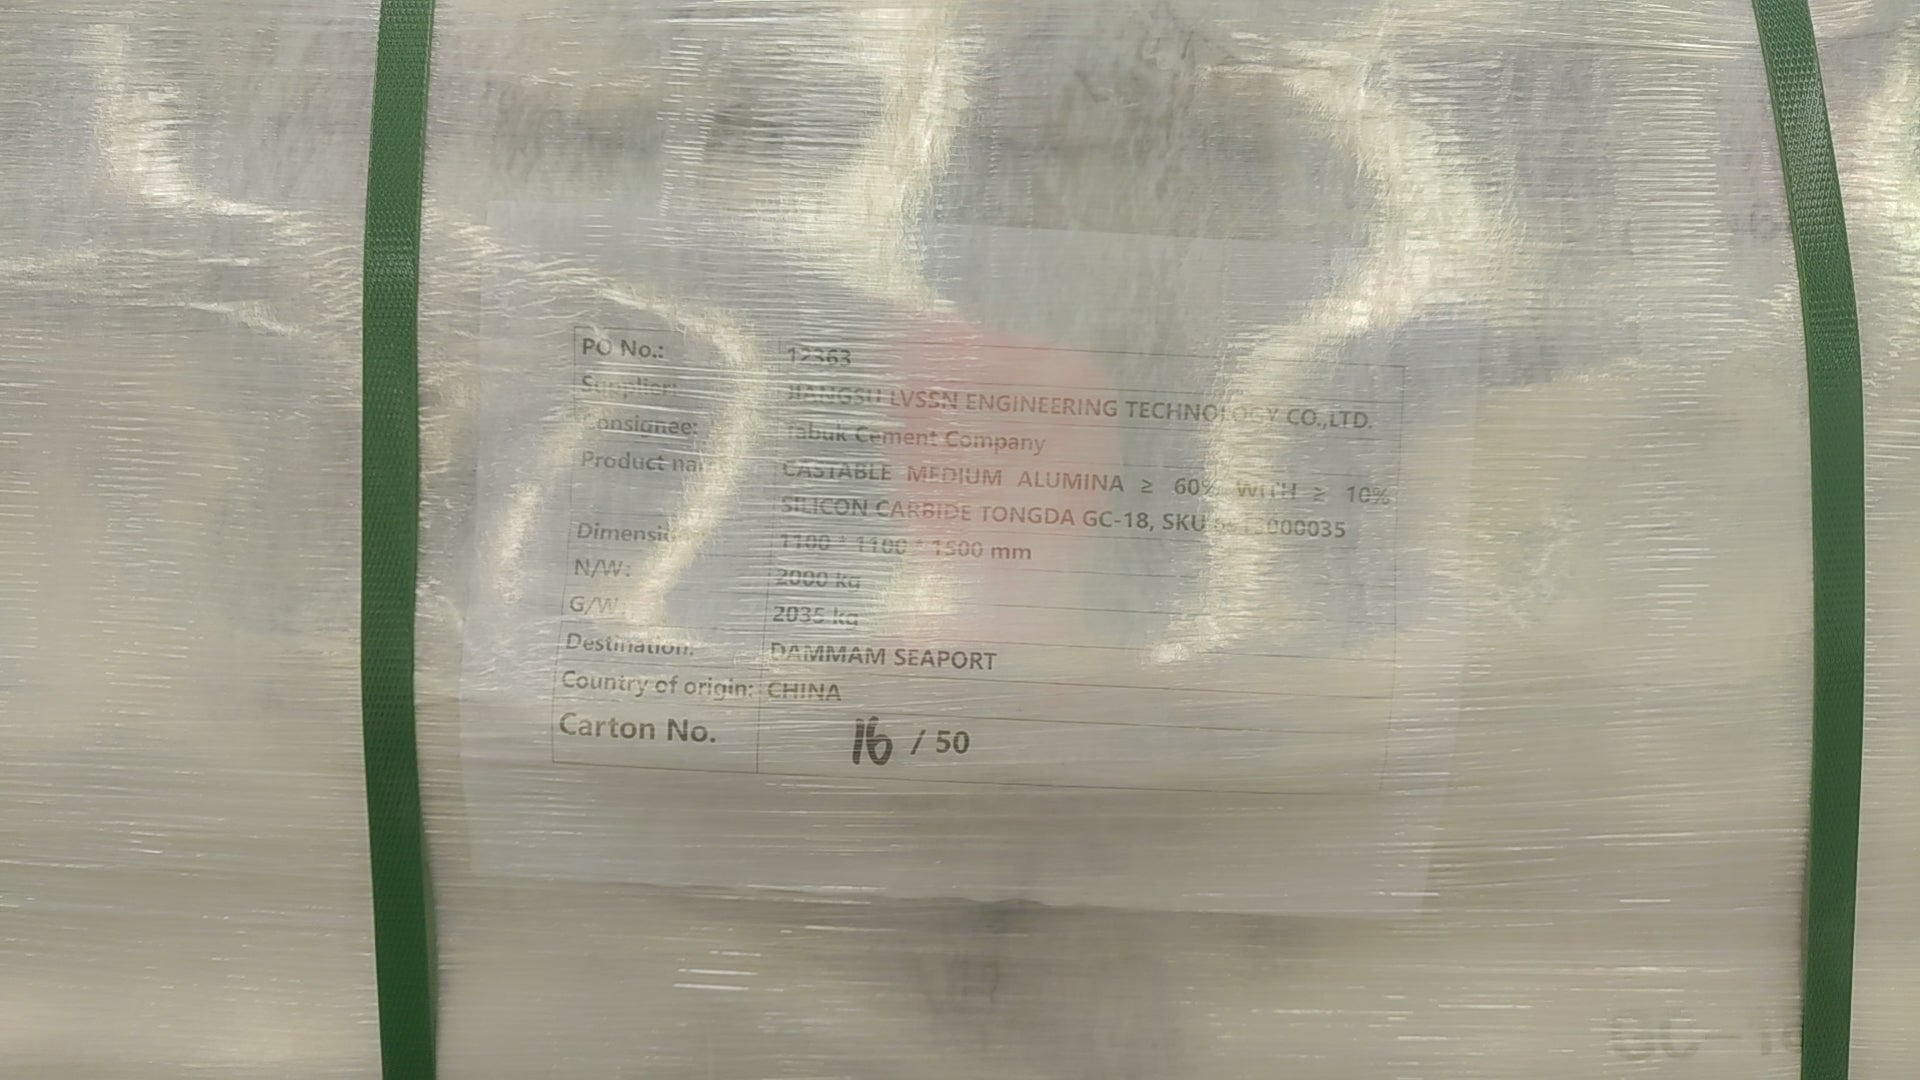 PO No.: 12363
Supplier: JIANGSU LVSSN ENGINEERING TECHNOLOGY CO.,LTD.
Consignee: Tabuk Cement Company
Product CASTABLE MEDIUM ALUMINA ≥ 60% WITH ≥ 10%
SILICON CARBIDE TONGDA GC-18, SKU
1100 * 1100 * 1500 mm
N/W: 2000 kg
G/W: 2035 kg
Destination: DAMMAM SEAPORT
Country of origin: CHINA
Carton No. 16 / 50